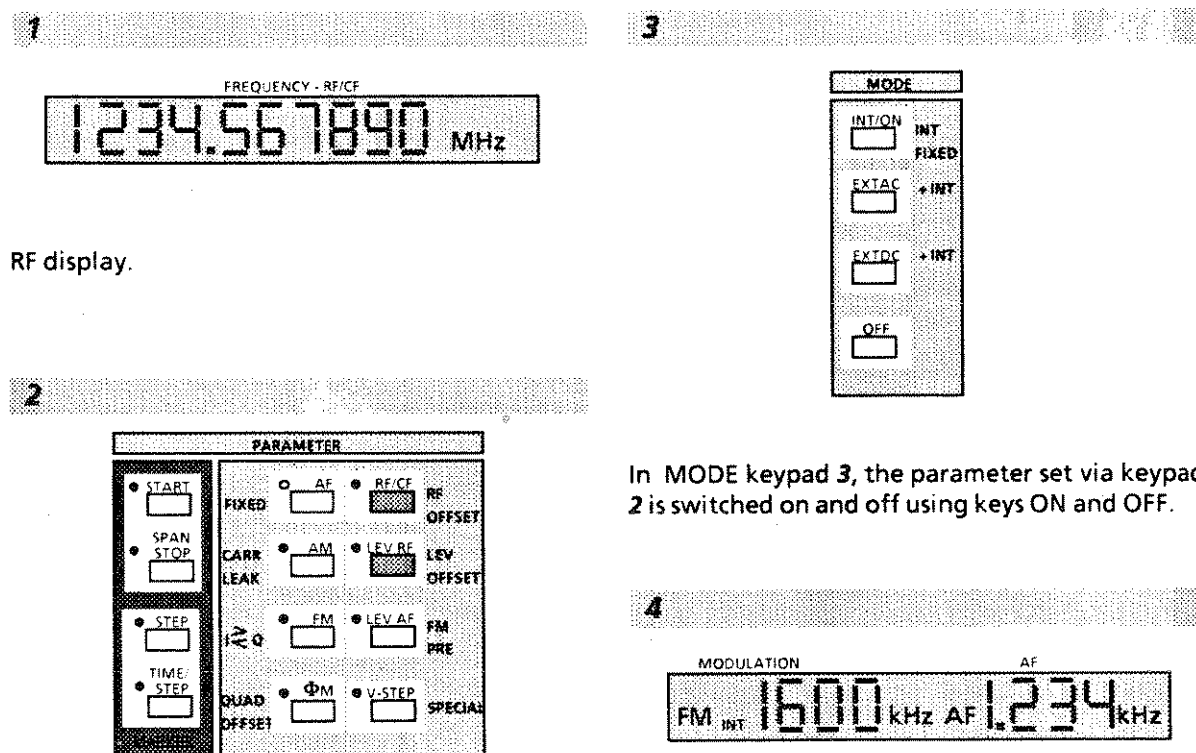 1
FREQUENCY - RF/CF
1234.567890 MHz
RF display.
2
PARAMETER
START
FIXED
AF
RF/CF
RF
OFFSET
SPAN
STOP
CARR
LEAK
AM
LEV RF
LEV
OFFSET
STEP
FM
LEV AF
FM
PRE
TIME/
STEP
QUAD
OFFSET
ΦM
V-STEP
SPECIAL
3
MODE
INT/ON
INT
FIXED
EXTAC
+ INT
EXTDC
+ INT
OFF
In MODE keypad 3, the parameter set via keypad
2 is switched on and off using keys ON and OFF.
4
MODULATION
AF
FM INT 1600 kHz AF 1.234 kHz